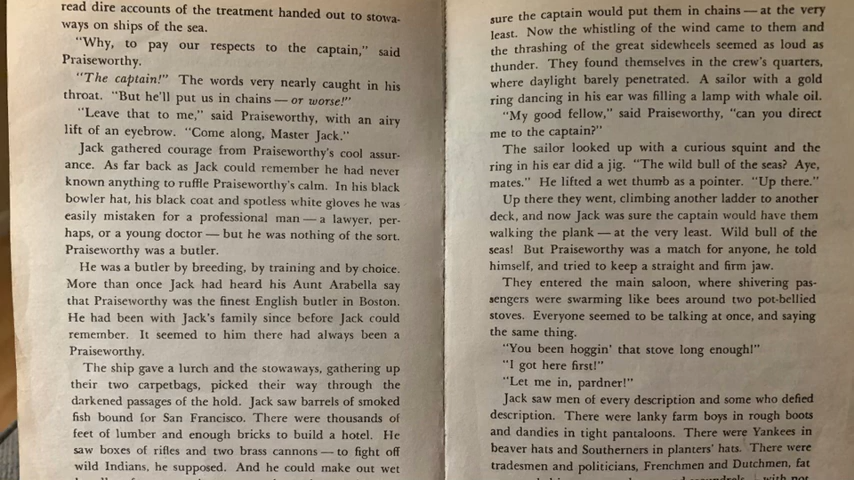 read dire accounts of the treatment handed out to stowa-
ways on ships of the sea.
"Why, to pay our respects to the captain," said
Praiseworthy.
"The captain!" The words very nearly caught in his
throat. "But he'll put us in chains — or worse!"
"Leave that to me," said Praiseworthy, with an airy
lift of an eyebrow. "Come along, Master Jack."
Jack gathered courage from Praiseworthy's cool assur-
ance. As far back as Jack could remember he had never
known anything to ruffle Praiseworthy's calm. In his black
bowler hat, his black coat and spotless white gloves he was
easily mistaken for a professional man — a lawyer, per-
haps, or a young doctor — but he was nothing of the sort.
Praiseworthy was a butler.
He was a butler by breeding, by training and by choice.
More than once Jack had heard his Aunt Arabella say
that Praiseworthy was the finest English butler in Boston.
He had been with Jack's family since before Jack could
remember. It seemed to him there had always been a
Praiseworthy.
The ship gave a lurch and the stowaways, gathering up
their two carpetbags, picked their way through the
darkened passages of the hold. Jack saw barrels of smoked
fish bound for San Francisco. There were thousands of
feet of lumber and enough bricks to build a hotel. He
saw boxes of rifles and two brass cannons — to fight off
wild Indians, he supposed. And he could make out wet
sure the captain would put them in chains — at the very
least. Now the whistling of the wind came to them and
the thrashing of the great sidewheels seemed as loud as
thunder. They found themselves in the crew's quarters,
where daylight barely penetrated. A sailor with a gold
ring dancing in his ear was filling a lamp with whale oil.
"My good fellow," said Praiseworthy, "can you direct
me to the captain?"
The sailor looked up with a curious squint and the
ring in his ear did a jig. "The wild bull of the seas? Aye,
mates." He lifted a wet thumb as a pointer. "Up there."
Up there they went, climbing another ladder to another
deck, and now Jack was sure the captain would have them
walking the plank — at the very least. Wild bull of the
seas! But Praiseworthy was a match for anyone, he told
himself, and tried to keep a straight and firm jaw.
They entered the main saloon, where shivering pas-
sengers were swarming like bees around two pot-bellied
stoves. Everyone seemed to be talking at once, and saying
the same thing.
"You been hoggin' that stove long enough!"
"I got here first!"
"Let me in, pardner!"
Jack saw men of every description and some who defied
description. There were lanky farm boys in rough boots
and dandies in tight pantaloons. There were Yankees in
beaver hats and Southerners in planters' hats. There were
tradesmen and politicians, Frenchmen and Dutchmen, fat